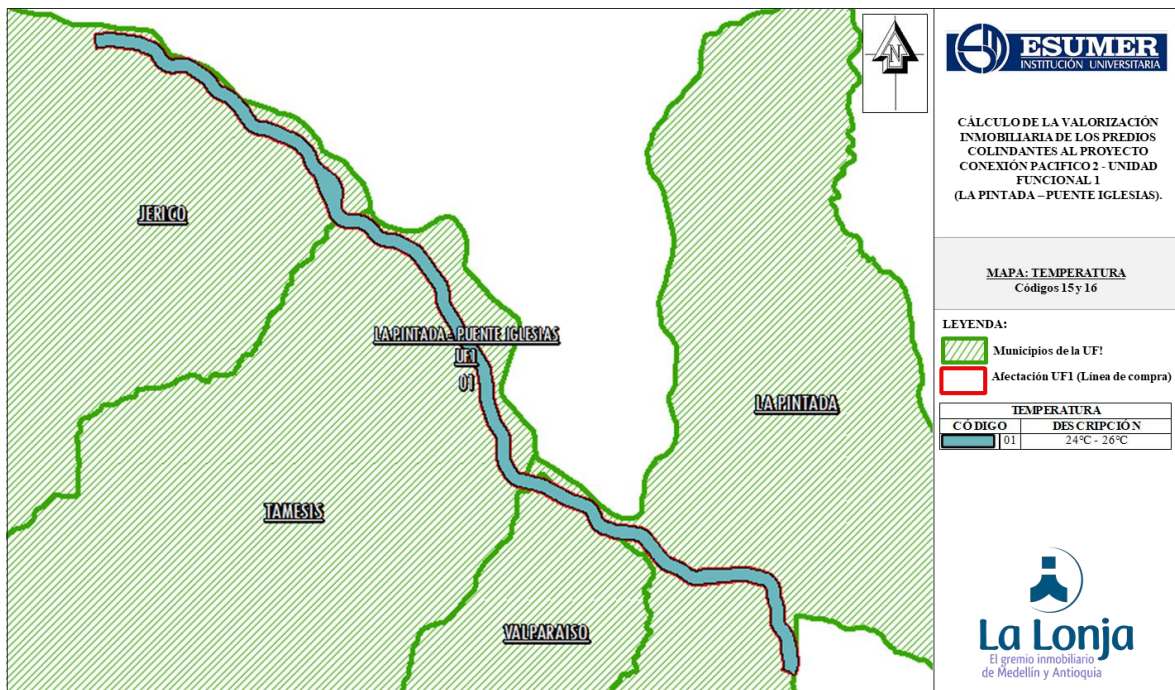 JERICO
LA PINTADA - PUENTE IGLESIAS
UF1
01
LA PINTADA
TAMESIS
VALPARAISO
N
ESUMER
INSTITUCIÓN UNIVERSITARIA
CÁLCULO DE LA VALORIZACIÓN
INMOBILIARIA DE LOS PREDIOS
COLINDANTES AL PROYECTO
CONEXIÓN PACIFICO 2 - UNIDAD
FUNCIONAL 1
(LA PINTADA – PUENTE IGLESIAS).
MAPA: TEMPERATURA
Códigos 15 y 16
LEYENDA:
Municipios de la UF!
Afectación UF1 (Línea de compra)
TEMPERATURA
CÓDIGO DESCRIPCIÓN
01 24°C - 26°C
La Lonja
El gremio inmobiliario
de Medellín y Antioquia